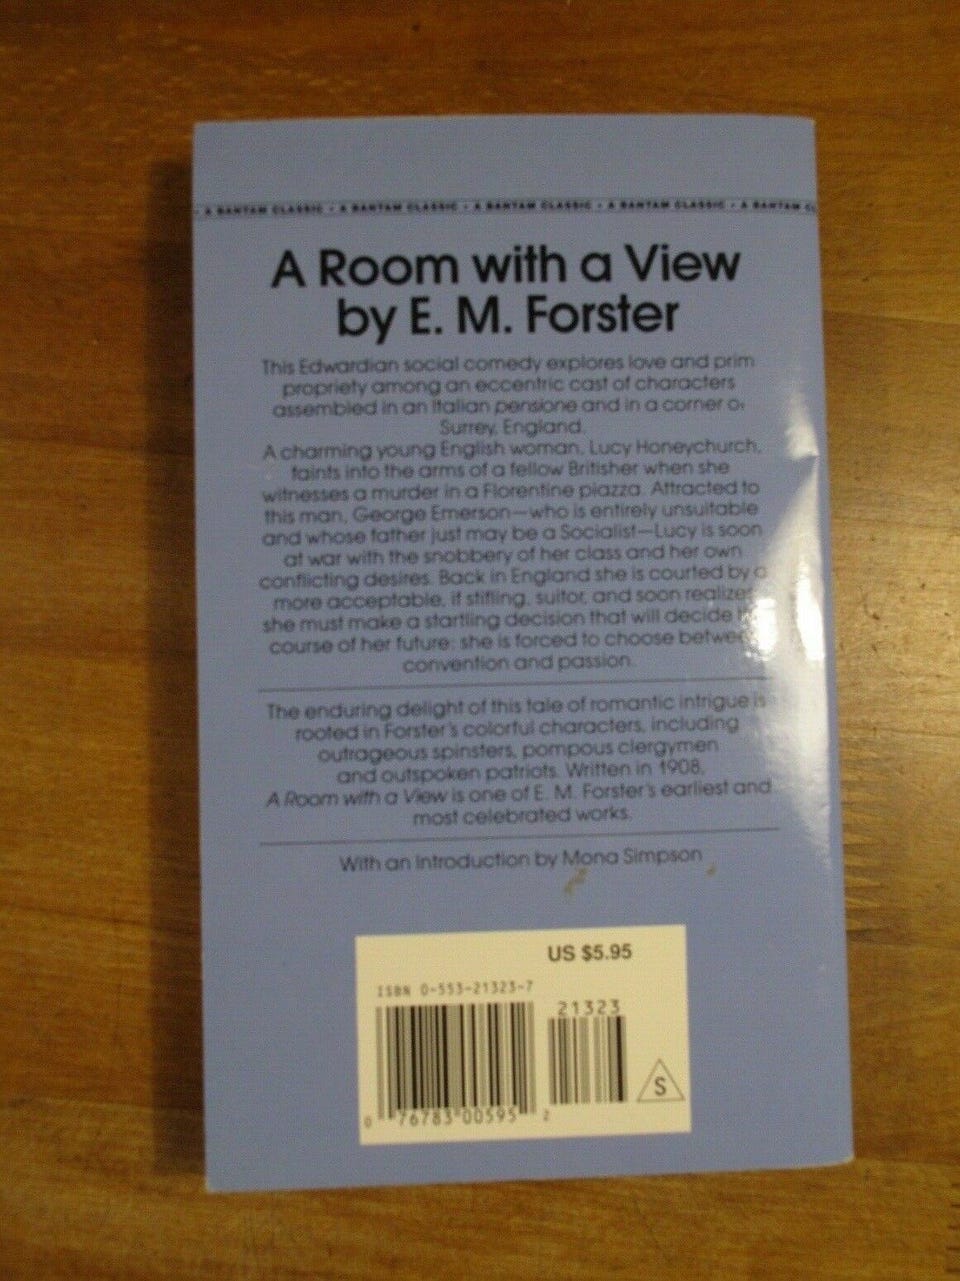 · A BANTAM CLASSIC · A BANTAM CLASSIC · A BANTAM CLASSIC · A BANTAM CLASSIC · A BANTAM CL
A Room with a View
by E. M. Forster
This Edwardian social comedy explores love and prim
propriety among an eccentric cast of characters
assembled in an Italian pensione and in a corner
Surrey, England.
A charming young English woman, Lucy Honeychurch,
faints into the arms of a fellow Britisher when she
witnesses a murder in a Florentine piazza. Attracted to
this man, George Emerson—who is entirely unsuitable
and whose father just may be a Socialist—Lucy is soon
at war with the snobbery of her class and her own
conflicting desires. Back in England she is courted by a
more acceptable, if stifling, suitor, and soon realizes
she must make a startling decision that will decide
course of her future: she is forced to choose between
convention and passion.
The enduring delight of this tale of romantic intrigue is
rooted in Forster's colorful characters, including
outrageous spinsters, pompous clergymen
and outspoken patriots. Written in 1908,
A Room with a View is one of E. M. Forster's earliest and
most celebrated works.
With an Introduction by Mona Simpson
US $5.95
ISBN 0-553-21323-7
21323
0 76783 00595 2
S